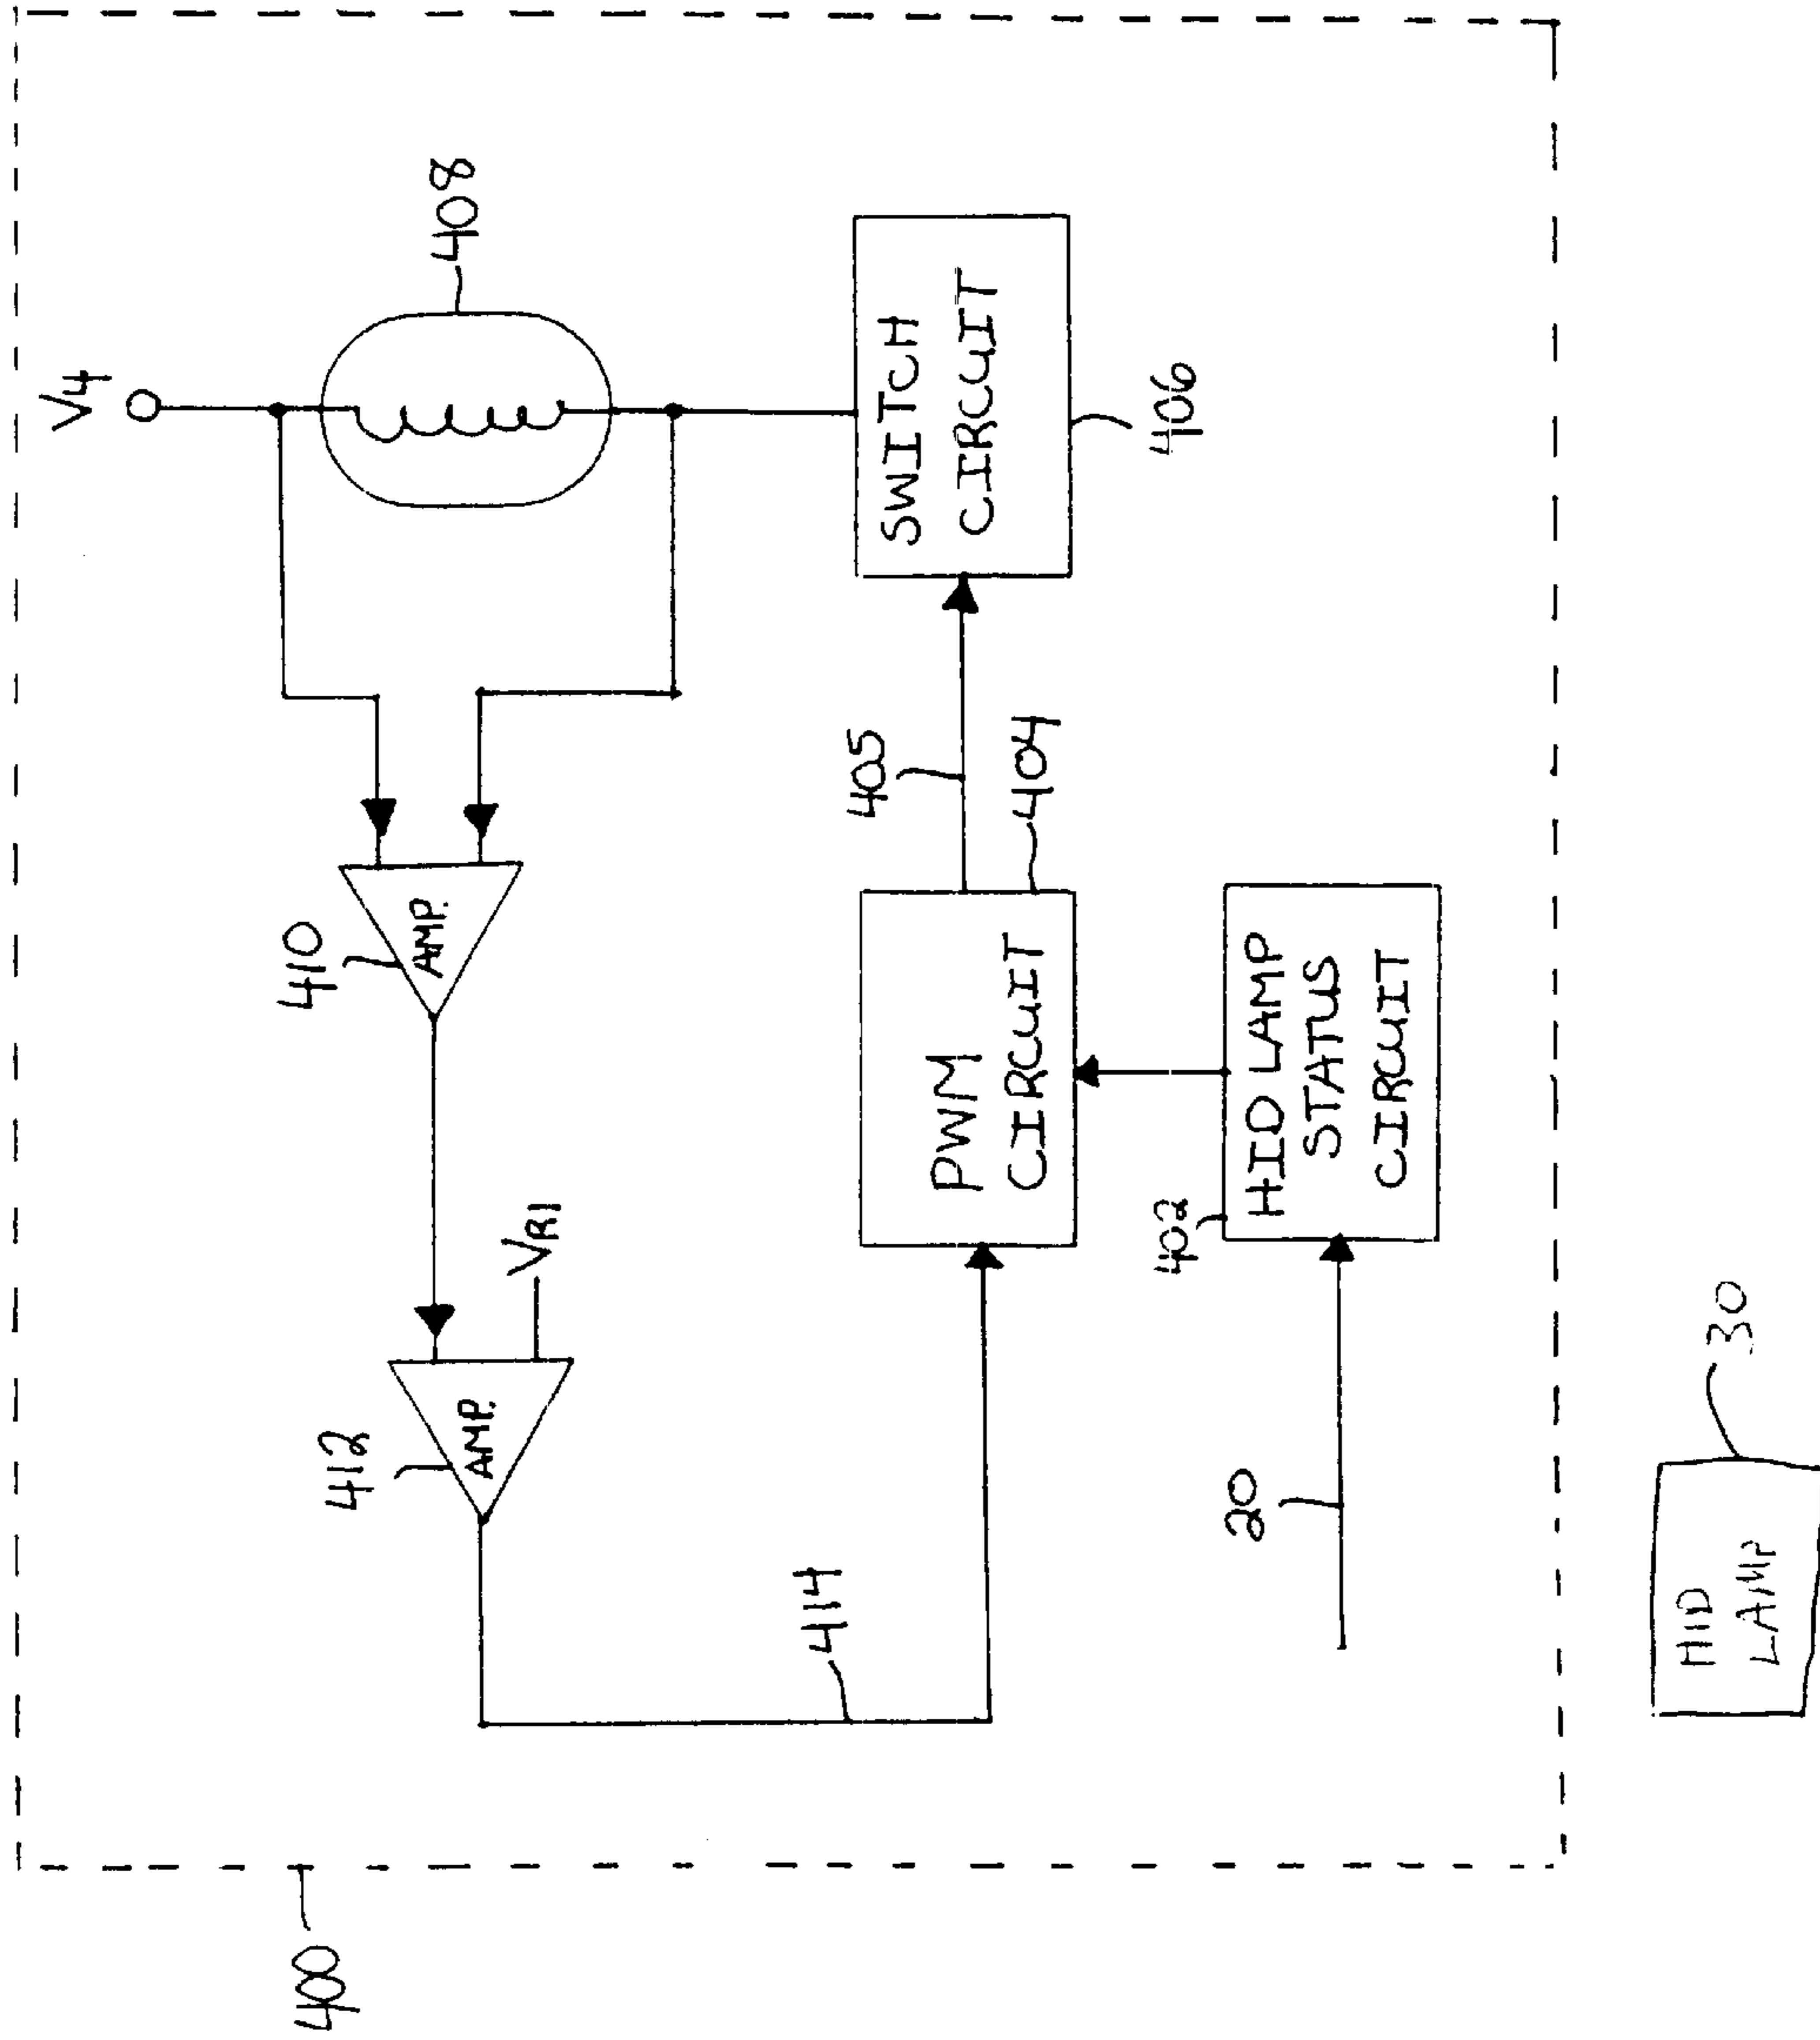 V4
408
410
AMP.
412
AMP.
VR1
405
SWITCH
CIRCUIT
406
414
PWM
CIRCUIT
404
402
HID LAMP
STATUS
CIRCUIT
20
400
HID
LAMP
30